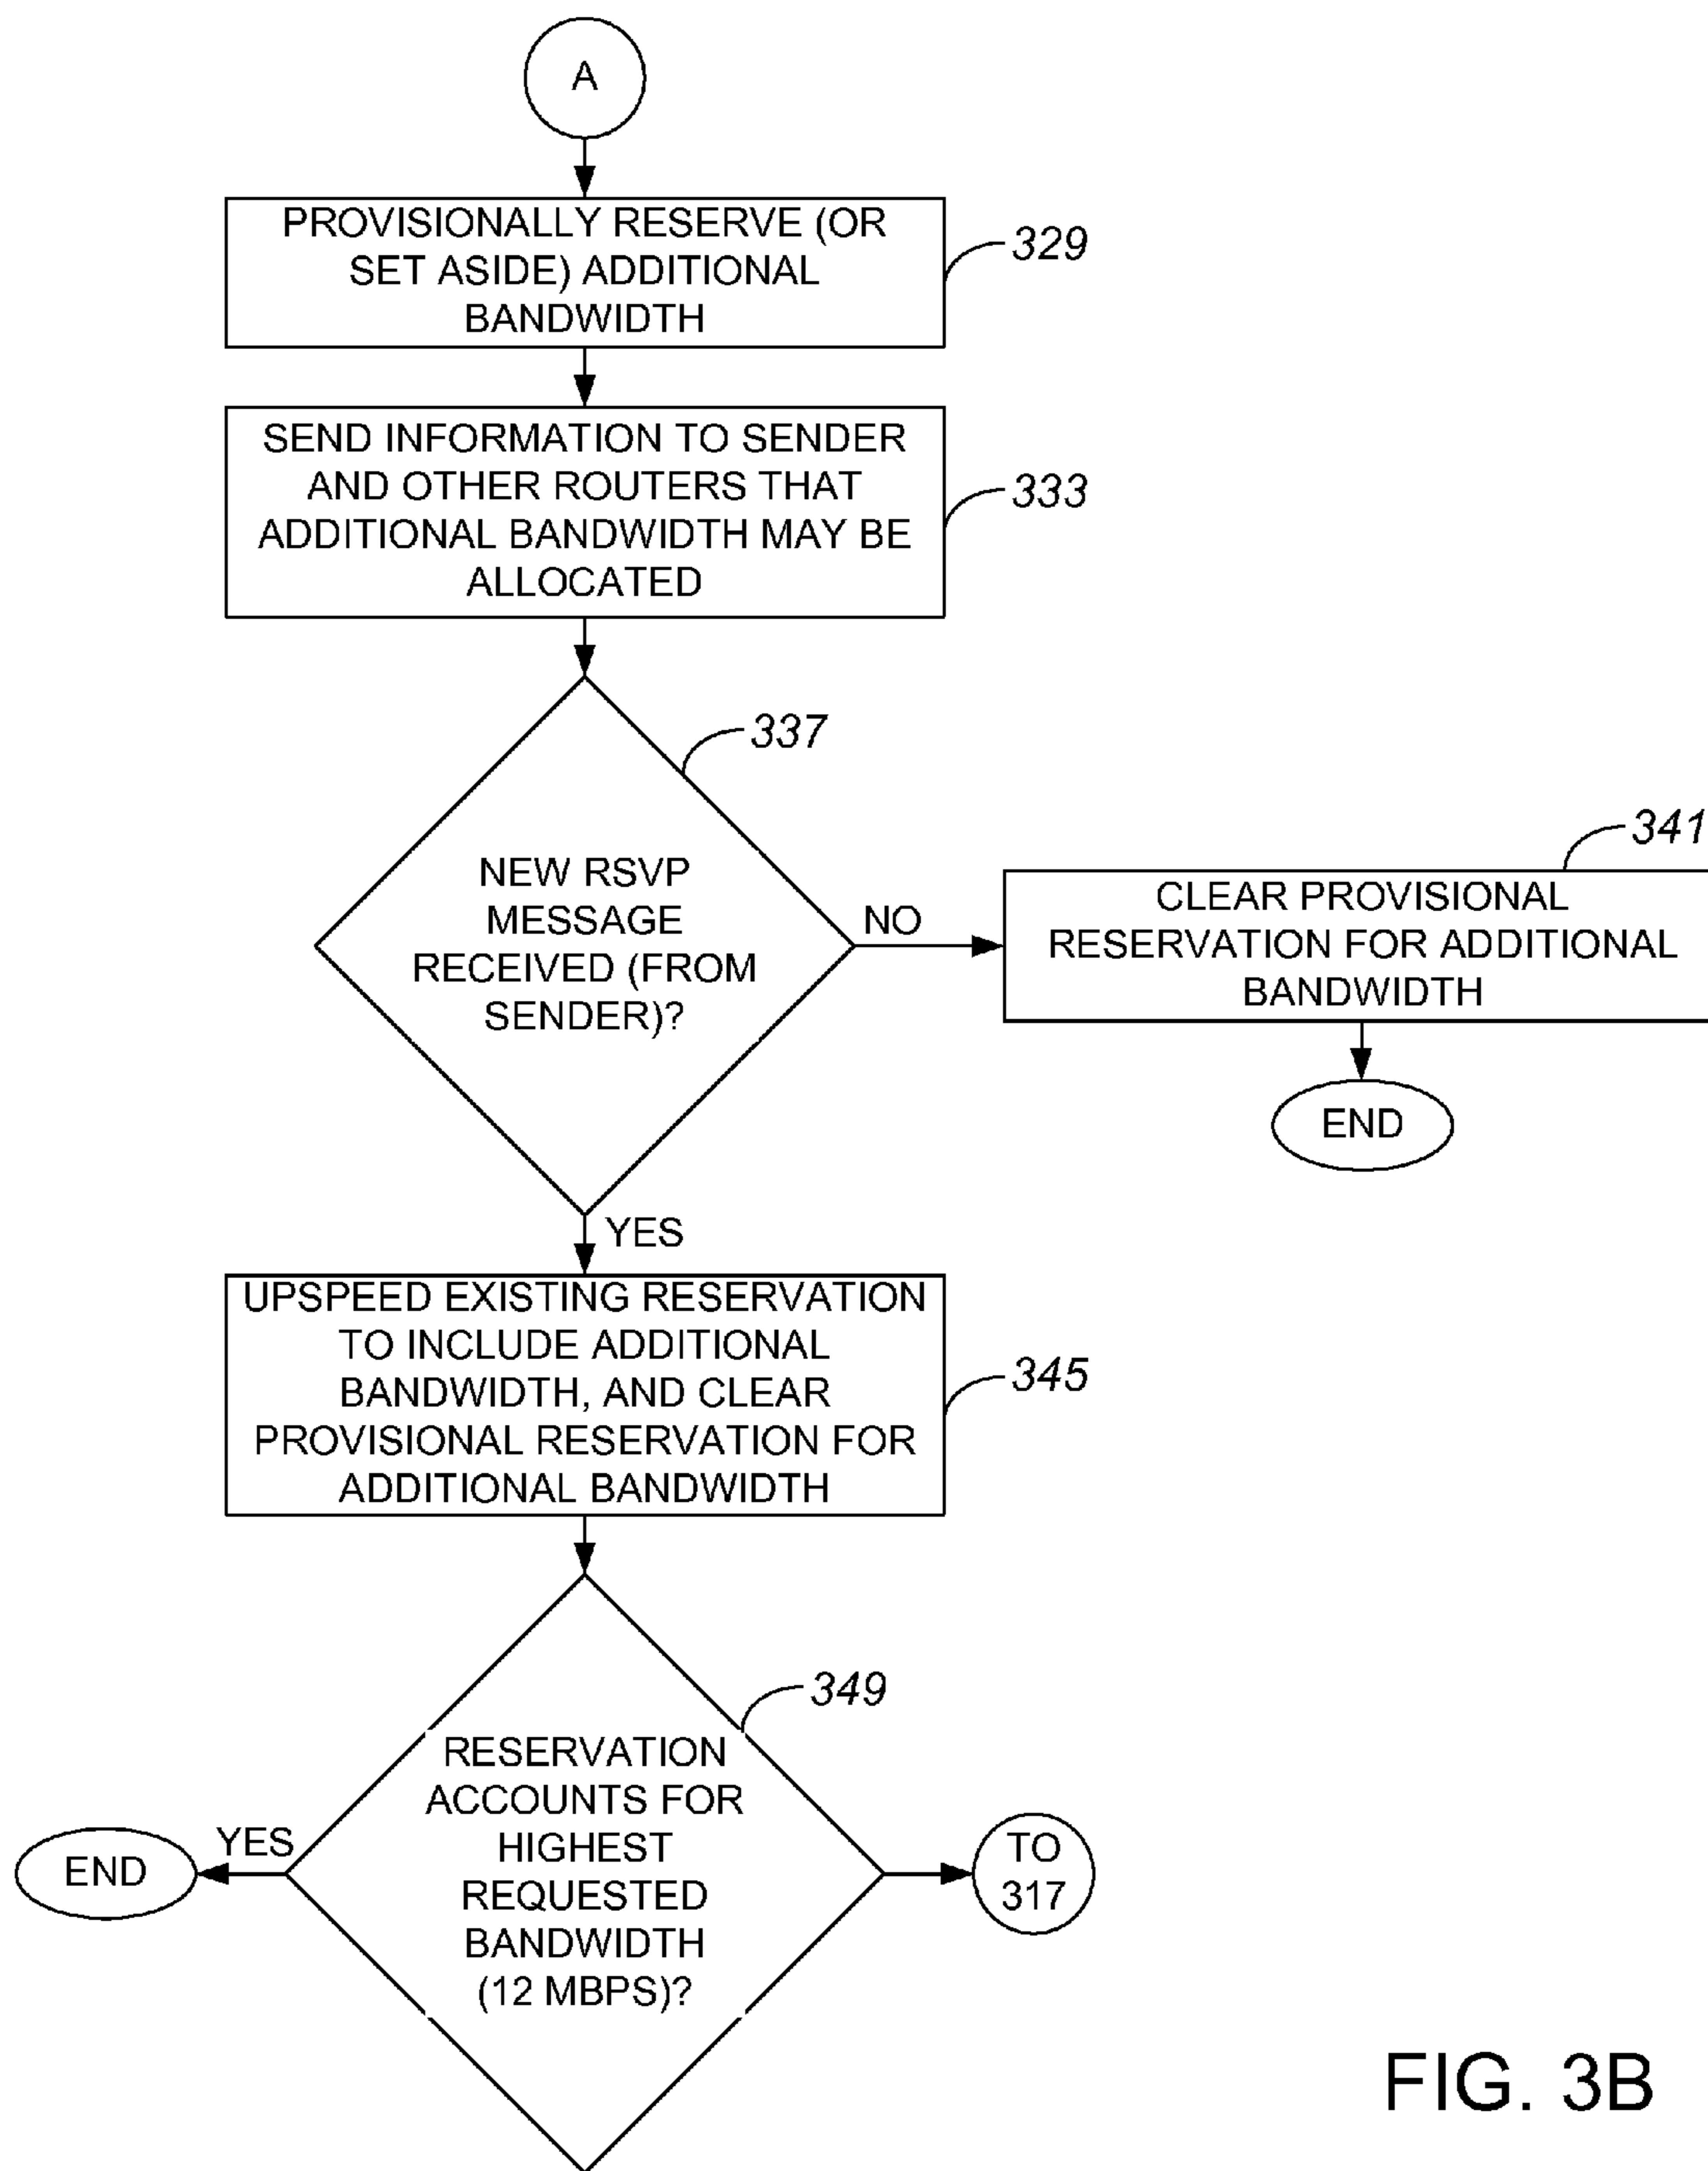 A
PROVISIONALLY RESERVE (OR
SET ASIDE) ADDITIONAL
BANDWIDTH
329
SEND INFORMATION TO SENDER
AND OTHER ROUTERS THAT
ADDITIONAL BANDWIDTH MAY BE
ALLOCATED
333
337
NEW RSVP
MESSAGE
RECEIVED (FROM
SENDER)?
NO
341
CLEAR PROVISIONAL
RESERVATION FOR ADDITIONAL
BANDWIDTH
END
YES
UPSPEED EXISTING RESERVATION
TO INCLUDE ADDITIONAL
BANDWIDTH, AND CLEAR
PROVISIONAL RESERVATION FOR
ADDITIONAL BANDWIDTH
345
349
RESERVATION
ACCOUNTS FOR
HIGHEST
REQUESTED
BANDWIDTH
(12 MBPS)?
YES
END
TO
317
FIG. 3B